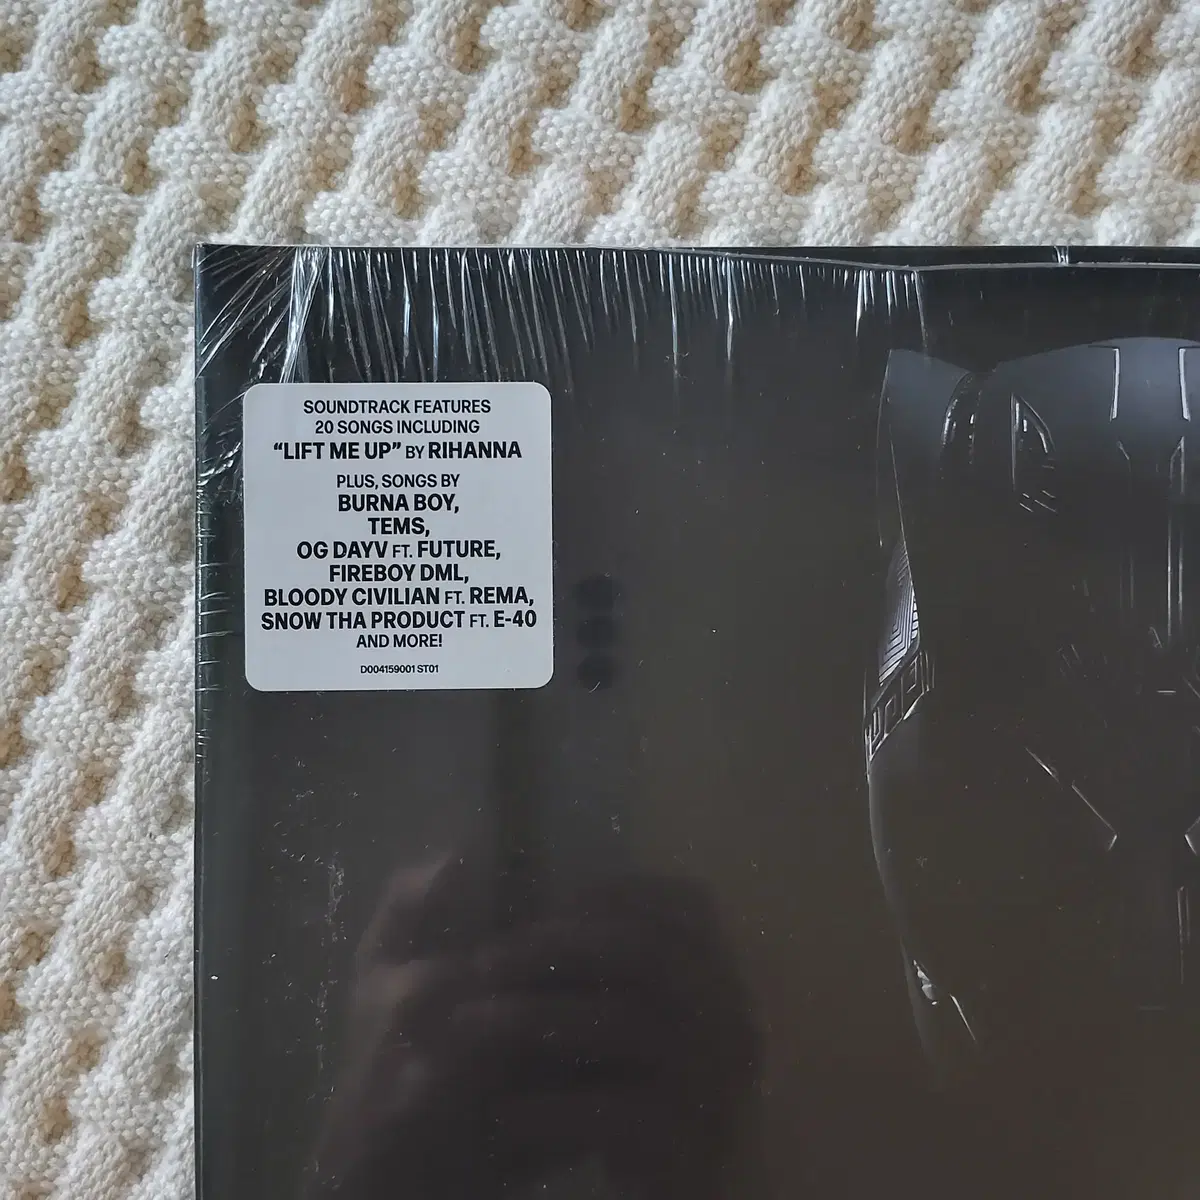 SOUNDTRACK FEATURES
20 SONGS INCLUDING
“LIFT ME UP” BY RIHANNA
PLUS, SONGS BY
BURNA BOY,
TEMS,
OG DAYV FT. FUTURE,
FIREBOY DML,
BLOODY CIVILIAN FT. REMA,
SNOW THA PRODUCT FT. E-40
AND MORE!
D004159001 ST01